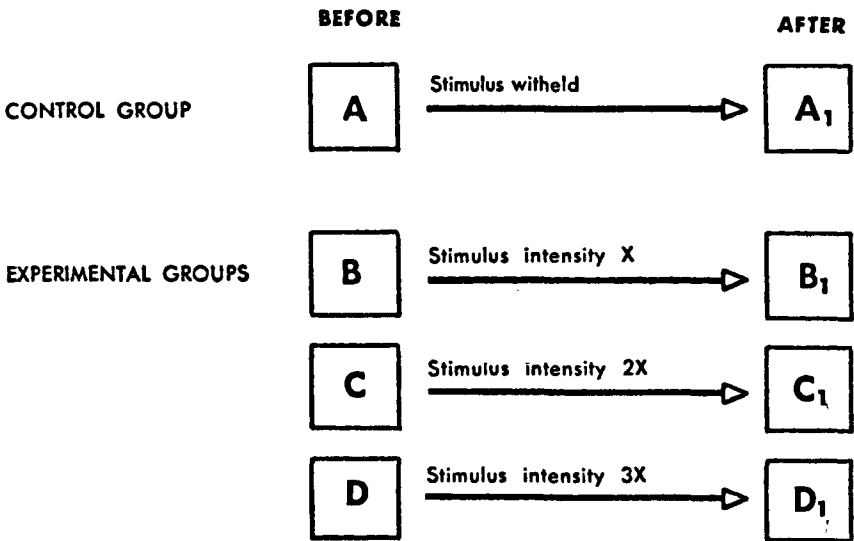 BEFORE AFTER
CONTROL GROUP A Stimulus witheld A₁
EXPERIMENTAL GROUPS B Stimulus intensity X B₁
C Stimulus intensity 2X C₁
D Stimulus intensity 3X D₁